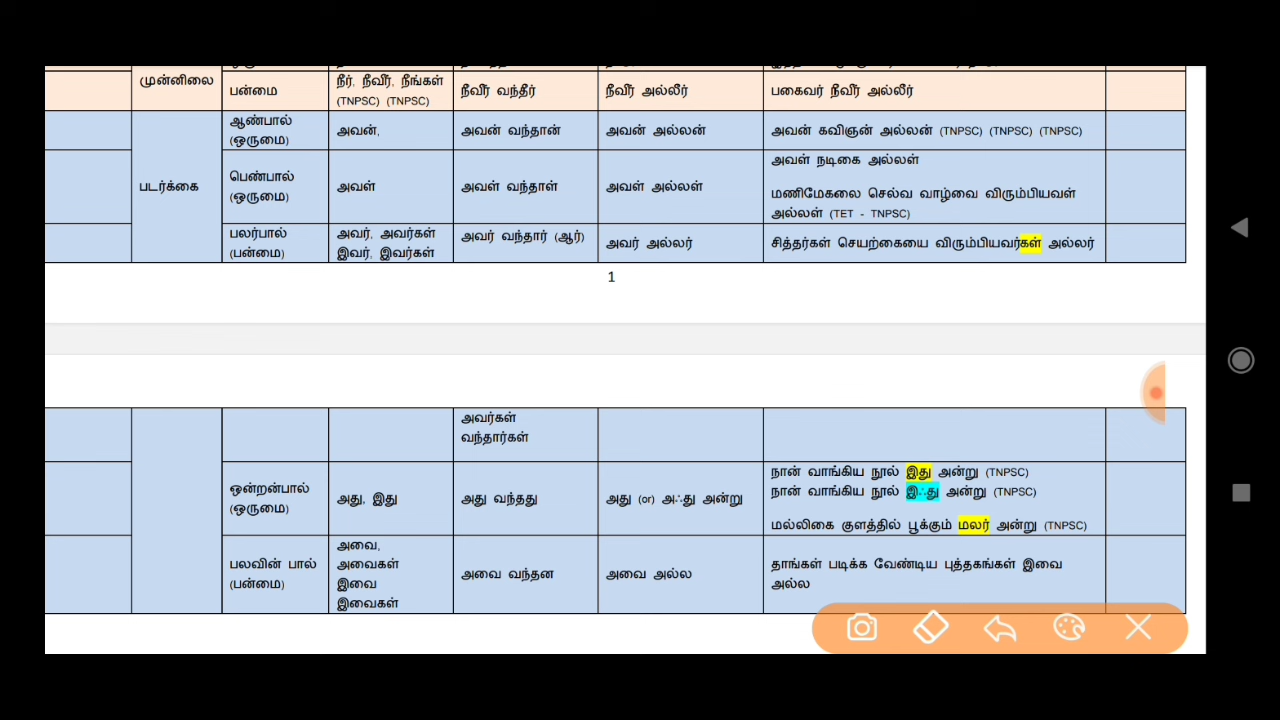 முன்னிலை
பன்மை
நீர், நீவீர், நீங்கள்
(TNPSC) (TNPSC)
நீவீர் வந்தீர்
நீவீர் அல்லீர்
பகைவர் நீவீர் அல்லீர்
படர்க்கை
ஆண்பால்
(ஒருமை)
அவன்,
அவன் வந்தான்
அவன் அல்லன்
அவன் கவிஞன் அல்லன் (TNPSC) (TNPSC) (TNPSC)
பெண்பால்
(ஒருமை)
அவள்
அவள் வந்தாள்
அவள் அல்லள்
அவள் நடிகை அல்லள்
மணிமேகலை செல்வ வாழ்வை விரும்பியவள்
அல்லள் (TET - TNPSC)
பலர்பால்
(பன்மை)
அவர், அவர்கள்
இவர், இவர்கள்
அவர் வந்தார் (ஆர்)
அவர் அல்லர்
சித்தர்கள் செயற்கையை விரும்பியவர்கள் அல்லர்
1
அவர்கள்
வந்தார்கள்
ஒன்றன்பால்
(ஒருமை)
அது, இது
அது வந்தது
அது (or) அஃது அன்று
நான் வாங்கிய நூல் இது அன்று (TNPSC)
நான் வாங்கிய நூல் இஃது அன்று (TNPSC)
மல்லிகை குளத்தில் பூக்கும் மலர் அன்று (TNPSC)
பலவின் பால்
(பன்மை)
அவை,
அவைகள்
இவை
இவைகள்
அவை வந்தன
அவை அல்ல
தாங்கள் படிக்க வேண்டிய புத்தகங்கள் இவை
அல்ல